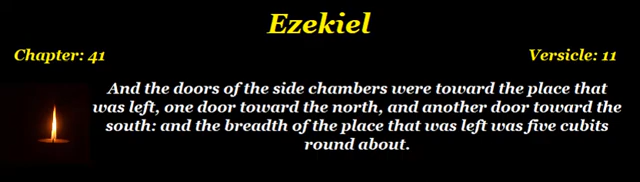 Ezekiel
Chapter: 41
Versicle: 11
And the doors of the side chambers were toward the place that
was left, one door toward the north, and another door toward the
south: and the breadth of the place that was left was five cubits
round about.